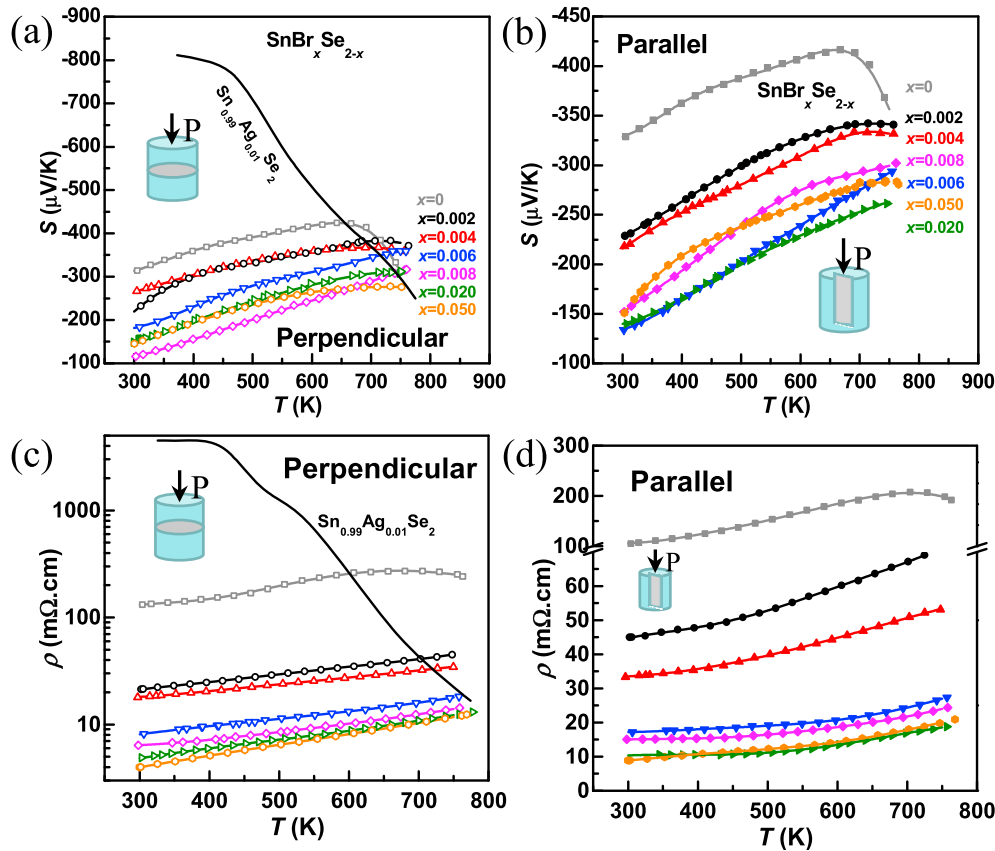 (a)
-900
-800
-700
-600
-500
-400
-300
-200
-100
S (μV/K)
SnBrxSe2-x
Sn0.99Ag0.01Se2
P
x=0
x=0.002
x=0.004
x=0.006
x=0.008
x=0.020
x=0.050
Perpendicular
300 400 500 600 700 800 900
T (K)
(b)
-450
-400
-350
-300
-250
-200
-150
-100
S (μV/K)
Parallel
SnBrxSe2-x
x=0
x=0.002
x=0.004
x=0.008
x=0.006
x=0.050
x=0.020
P
300 400 500 600 700 800 900
T (K)
(c)
1000
100
10
ρ (mΩ.cm)
Perpendicular
P
Sn0.99Ag0.01Se2
300 400 500 600 700 800
T (K)
(d)
300
200
100
60
50
40
30
20
10
0
ρ (mΩ.cm)
Parallel
P
300 400 500 600 700 800
T (K)